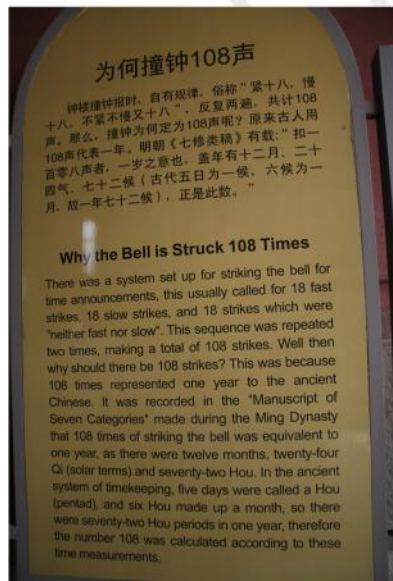 为何撞钟108声
钟楼撞钟报时，自有规律，俗称“紧十八，慢
十八，不紧不慢又十八”，反复两遍，共计108
声。那么，撞钟为何定为108声呢？原来古人用
108声代表一年。明朝《七修类稿》有载：“扣一
百零八声者，一岁之意也，盖年有十二月、二十
四气、七十二候（古代五日为一候，六候为一
月，故一年七十二候），正是此数。”
Why the Bell is Struck 108 Times
There was a system set up for striking the bell for
time announcements, this usually called for 18 fast
strikes, 18 slow strikes, and 18 strikes which were
"neither fast nor slow". This sequence was repeated
two times, making a total of 108 strikes. Well then
why should there be 108 strikes? This was because
108 times represented one year to the ancient
Chinese. It was recorded in the "Manuscript of
Seven Categories" made during the Ming Dynasty
that 108 times of striking the bell was equivalent to
one year, as there were twelve months, twenty-four
Qi (solar terms) and seventy-two Hou. In the ancient
system of timekeeping, five days were called a Hou
(pentad), and six Hou made up a month, so there
were seventy-two Hou periods in one year, therefore
the number 108 was calculated according to these
time measurements.